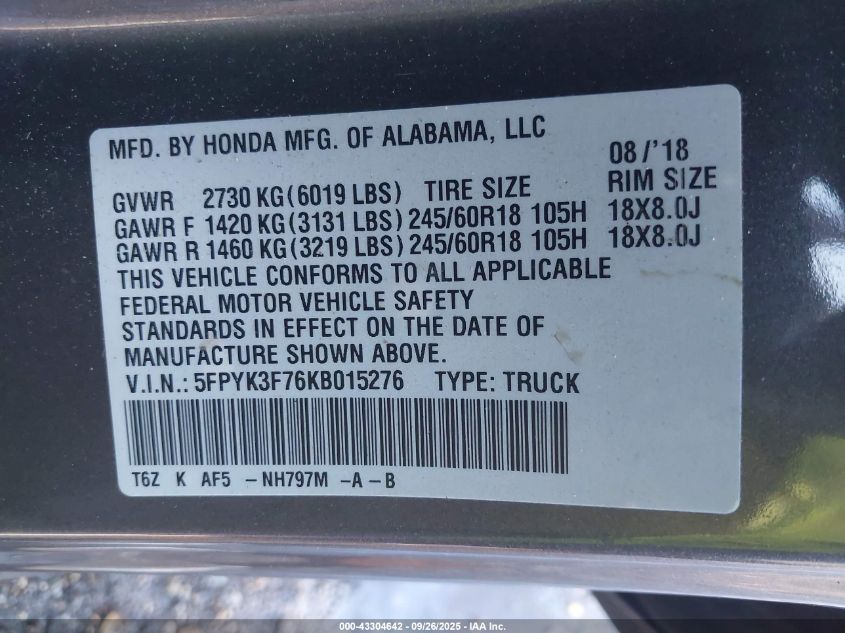 MFD. BY HONDA MFG. OF ALABAMA, LLC 08/'18
GVWR 2730 KG(6019 LBS) TIRE SIZE RIM SIZE
GAWR F 1420 KG(3131 LBS) 245/60R18 105H 18X8.0J
GAWR R 1460 KG(3219 LBS) 245/60R18 105H 18X8.0J
THIS VEHICLE CONFORMS TO ALL APPLICABLE
FEDERAL MOTOR VEHICLE SAFETY
STANDARDS IN EFFECT ON THE DATE OF
MANUFACTURE SHOWN ABOVE.
V.I.N.: 5FPYK3F76KB015276 TYPE: TRUCK
T6Z K AF5 -NH797M -A-B
000-43304642 - 09/26/2025 - IAA Inc.